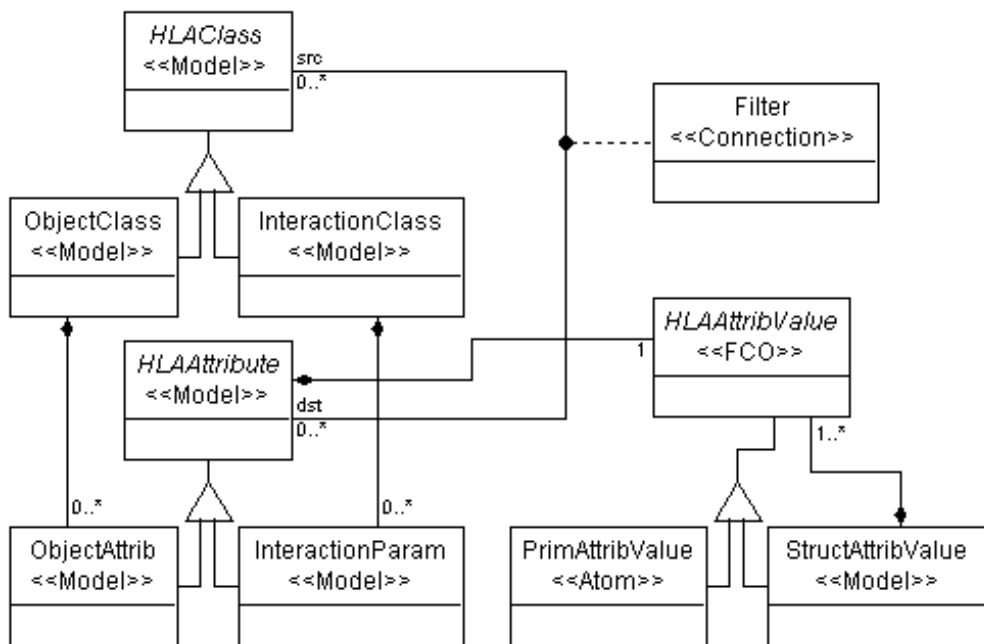 HLAClass
<<Model>>
src
0..*
Filter
<<Connection>>
ObjectClass
<<Model>>
InteractionClass
<<Model>>
HLAAttribValue
<<FCO>>
1
HLAAttribute
<<Model>>
dst
0..*
1..*
0..*
0..*
ObjectAttrib
<<Model>>
InteractionParam
<<Model>>
PrimAttribValue
<<Atom>>
StructAttribValue
<<Model>>